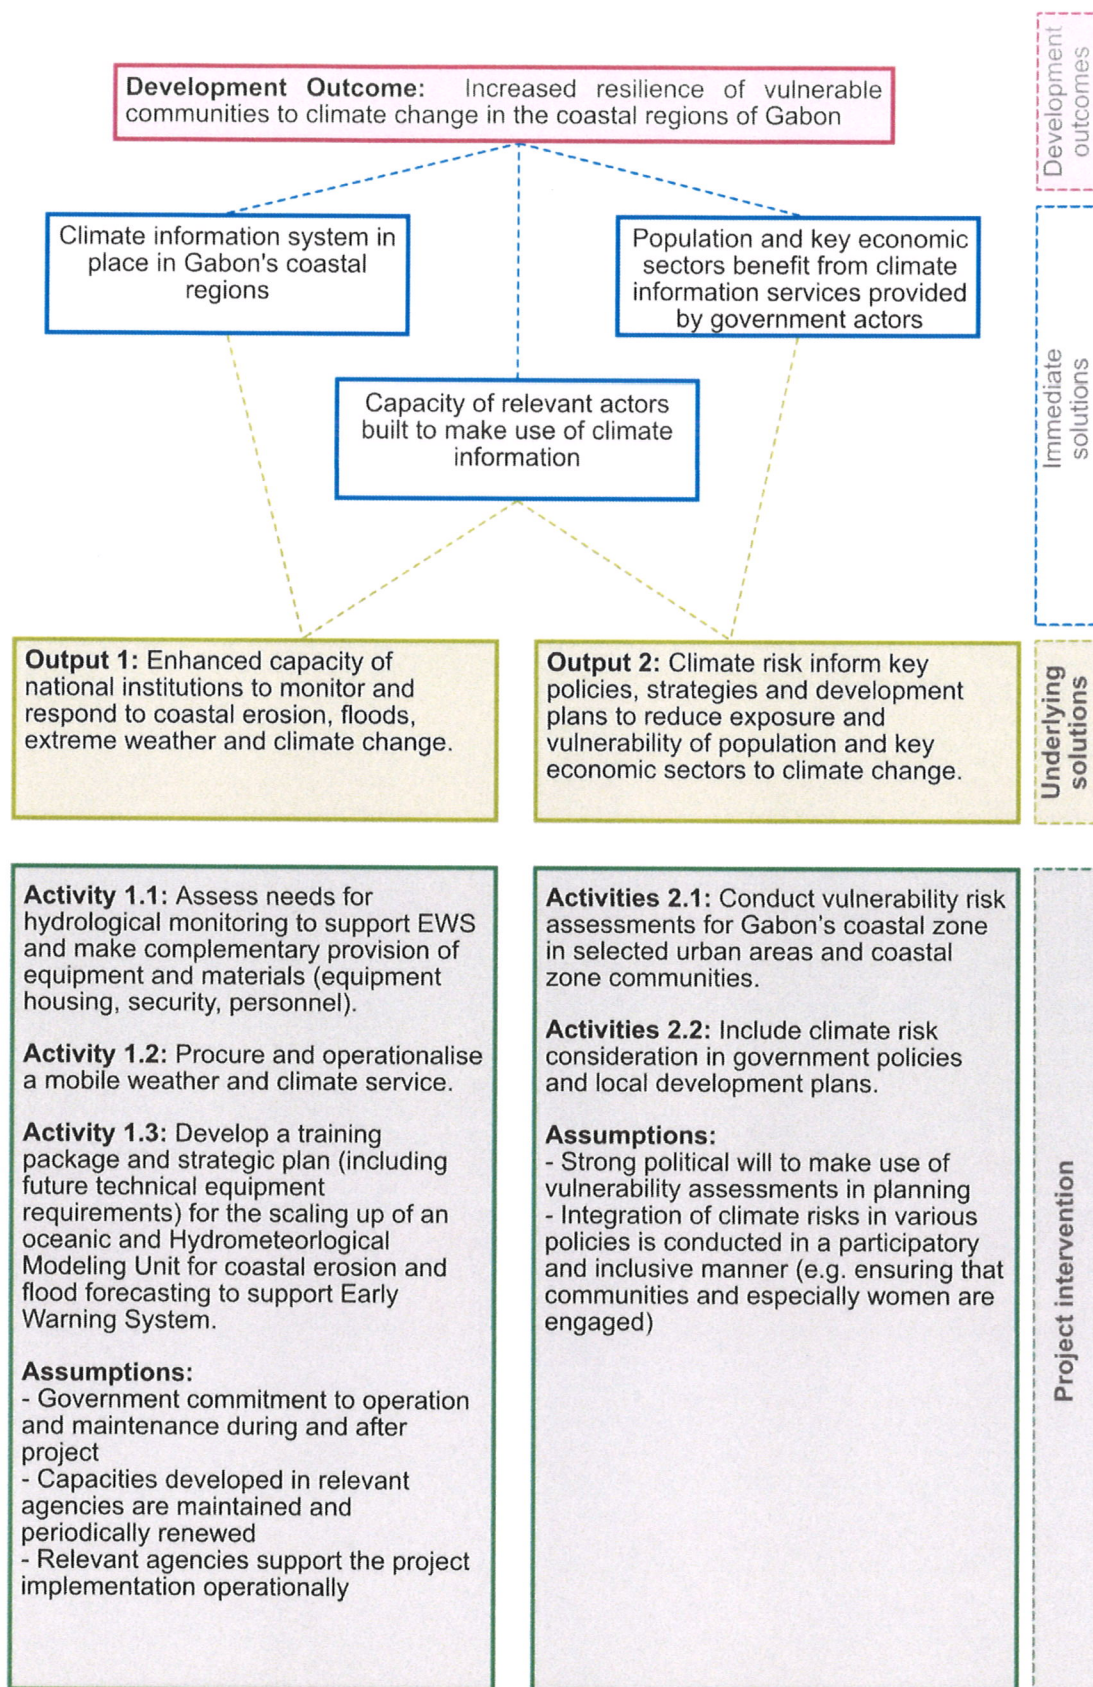 Development Outcome: Increased resilience of vulnerable
communities to climate change in the coastal regions of Gabon
Development
outcomes
Climate information system in
place in Gabon's coastal
regions
Population and key economic
sectors benefit from climate
information services provided
by government actors
Capacity of relevant actors
built to make use of climate
information
Immediate
solutions
Output 1: Enhanced capacity of
national institutions to monitor and
respond to coastal erosion, floods,
extreme weather and climate change.
Output 2: Climate risk inform key
policies, strategies and development
plans to reduce exposure and
vulnerability of population and key
economic sectors to climate change.
Underlying
solutions
Activity 1.1: Assess needs for
hydrological monitoring to support EWS
and make complementary provision of
equipment and materials (equipment
housing, security, personnel).
Activity 1.2: Procure and operationalise
a mobile weather and climate service.
Activity 1.3: Develop a training
package and strategic plan (including
future technical equipment
requirements) for the scaling up of an
oceanic and Hydrometeorlogical
Modeling Unit for coastal erosion and
flood forecasting to support Early
Warning System.
Assumptions:
- Government commitment to operation
and maintenance during and after
project
- Capacities developed in relevant
agencies are maintained and
periodically renewed
- Relevant agencies support the project
implementation operationally
Activities 2.1: Conduct vulnerability risk
assessments for Gabon's coastal zone
in selected urban areas and coastal
zone communities.
Activities 2.2: Include climate risk
consideration in government policies
and local development plans.
Assumptions:
- Strong political will to make use of
vulnerability assessments in planning
- Integration of climate risks in various
policies is conducted in a participatory
and inclusive manner (e.g. ensuring that
communities and especially women are
engaged)
Project intervention